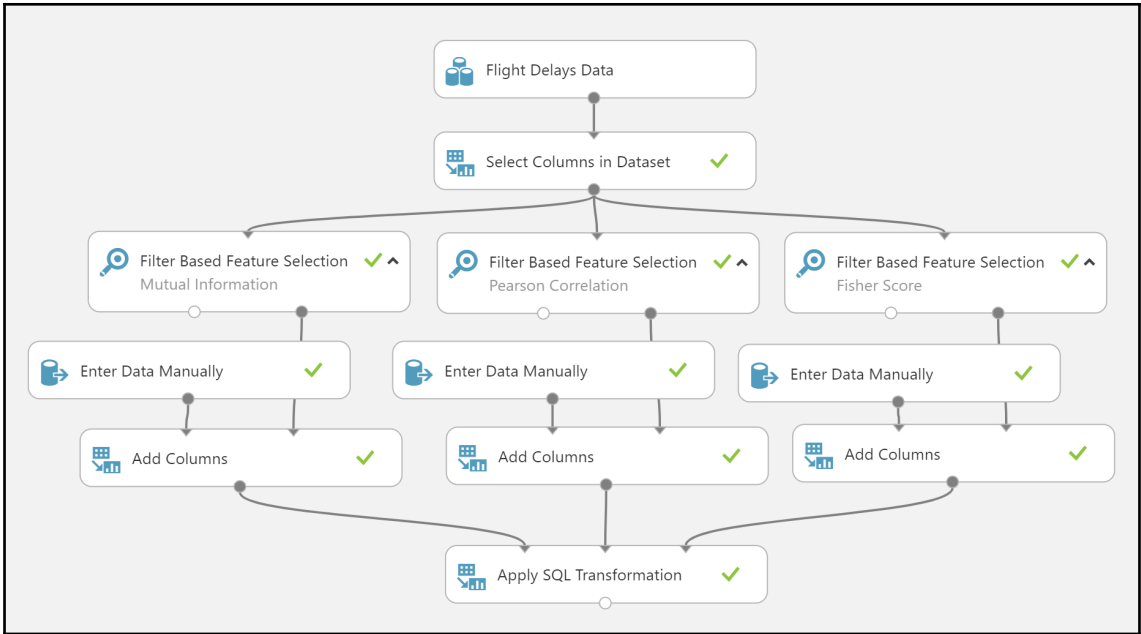 Flight Delays Data
Select Columns in Dataset
Filter Based Feature Selection
Mutual Information
Filter Based Feature Selection
Pearson Correlation
Filter Based Feature Selection
Fisher Score
Enter Data Manually
Enter Data Manually
Enter Data Manually
Add Columns
Add Columns
Add Columns
Apply SQL Transformation